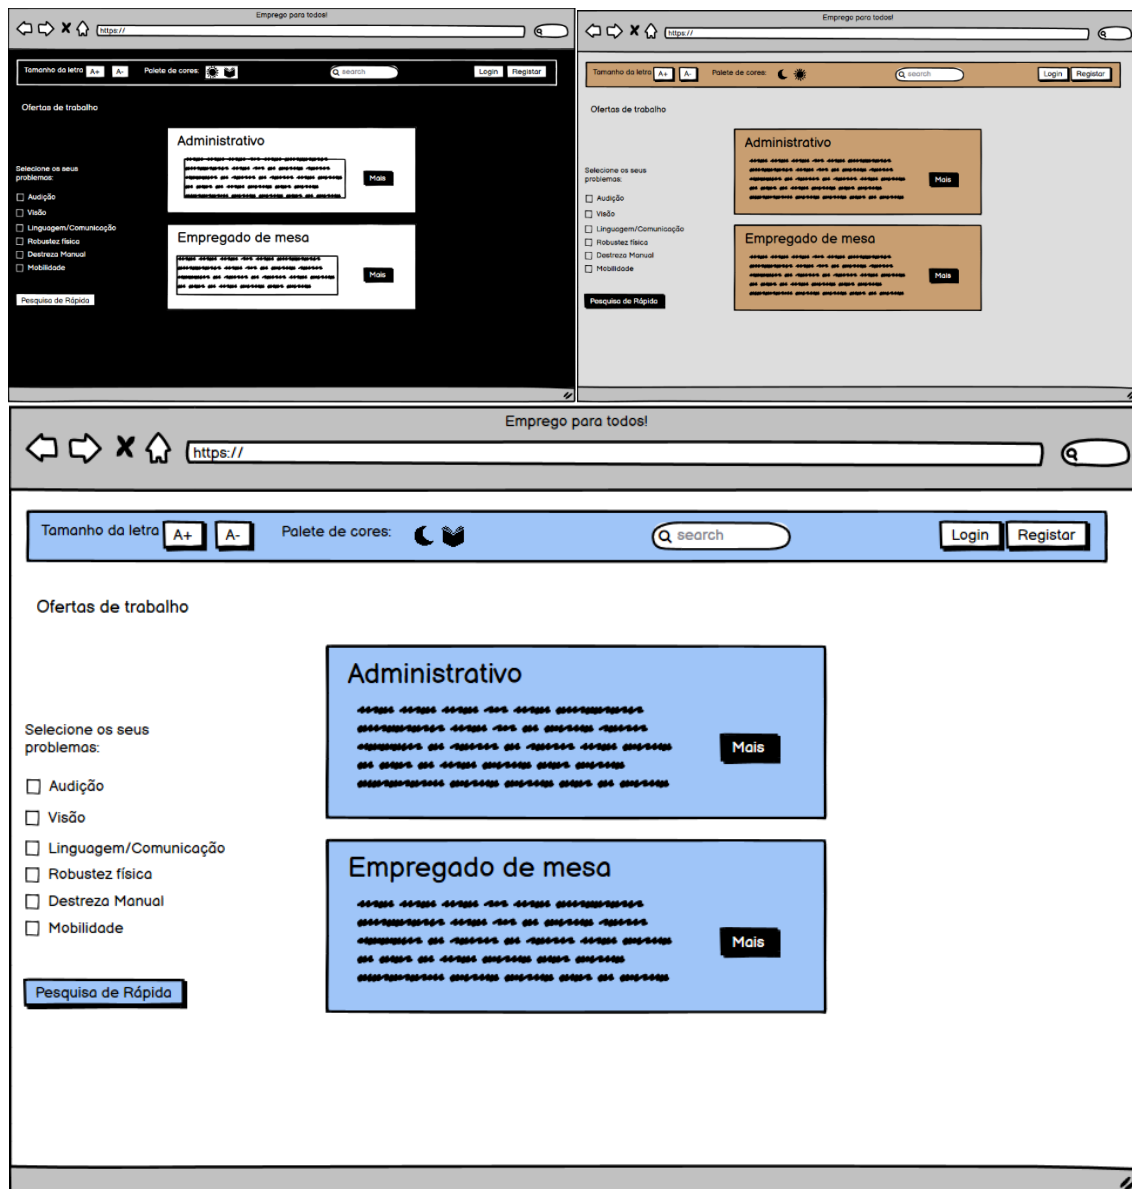 Emprego para todos!
https://
Tamanho da letra A+ A- Palete de cores: search Login Registar
Ofertas de trabalho
Administrativo
Selecione os seus
problemas:
Mais
Audição
Visão
Linguagem/Comunicação
Robustez física
Destreza Manual
Mobilidade
Empregado de mesa
Mais
Pesquisa de Rápida
Emprego para todos!
https://
Tamanho da letra A+ A- Palete de cores: search Login Registar
Ofertas de trabalho
Administrativo
Selecione os seus
problemas:
Mais
Audição
Visão
Linguagem/Comunicação
Robustez física
Destreza Manual
Mobilidade
Empregado de mesa
Mais
Pesquisa de Rápida
Emprego para todos!
https://
Tamanho da letra A+ A- Palete de cores: search Login Registar
Ofertas de trabalho
Administrativo
Selecione os seus
problemas:
Mais
Audição
Visão
Linguagem/Comunicação
Robustez física
Destreza Manual
Mobilidade
Empregado de mesa
Mais
Pesquisa de Rápida